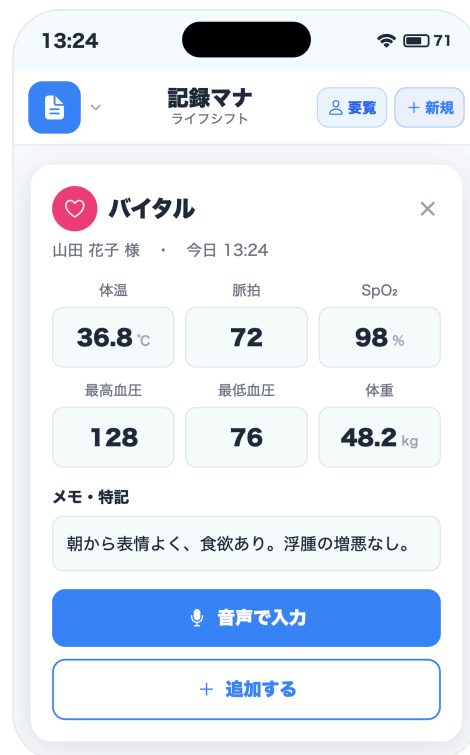 13:24
71
記録マナ
ライフシフト
要覧
+ 新規
バイタル
山田 花子 様 ・ 今日 13:24
体温 脈拍 SpO₂
36.8 ℃ 72 98 %
最高血圧 最低血圧 体重
128 76 48.2 kg
メモ・特記
朝から表情よく、食欲あり。浮腫の増悪なし。
音声で入力
+ 追加する